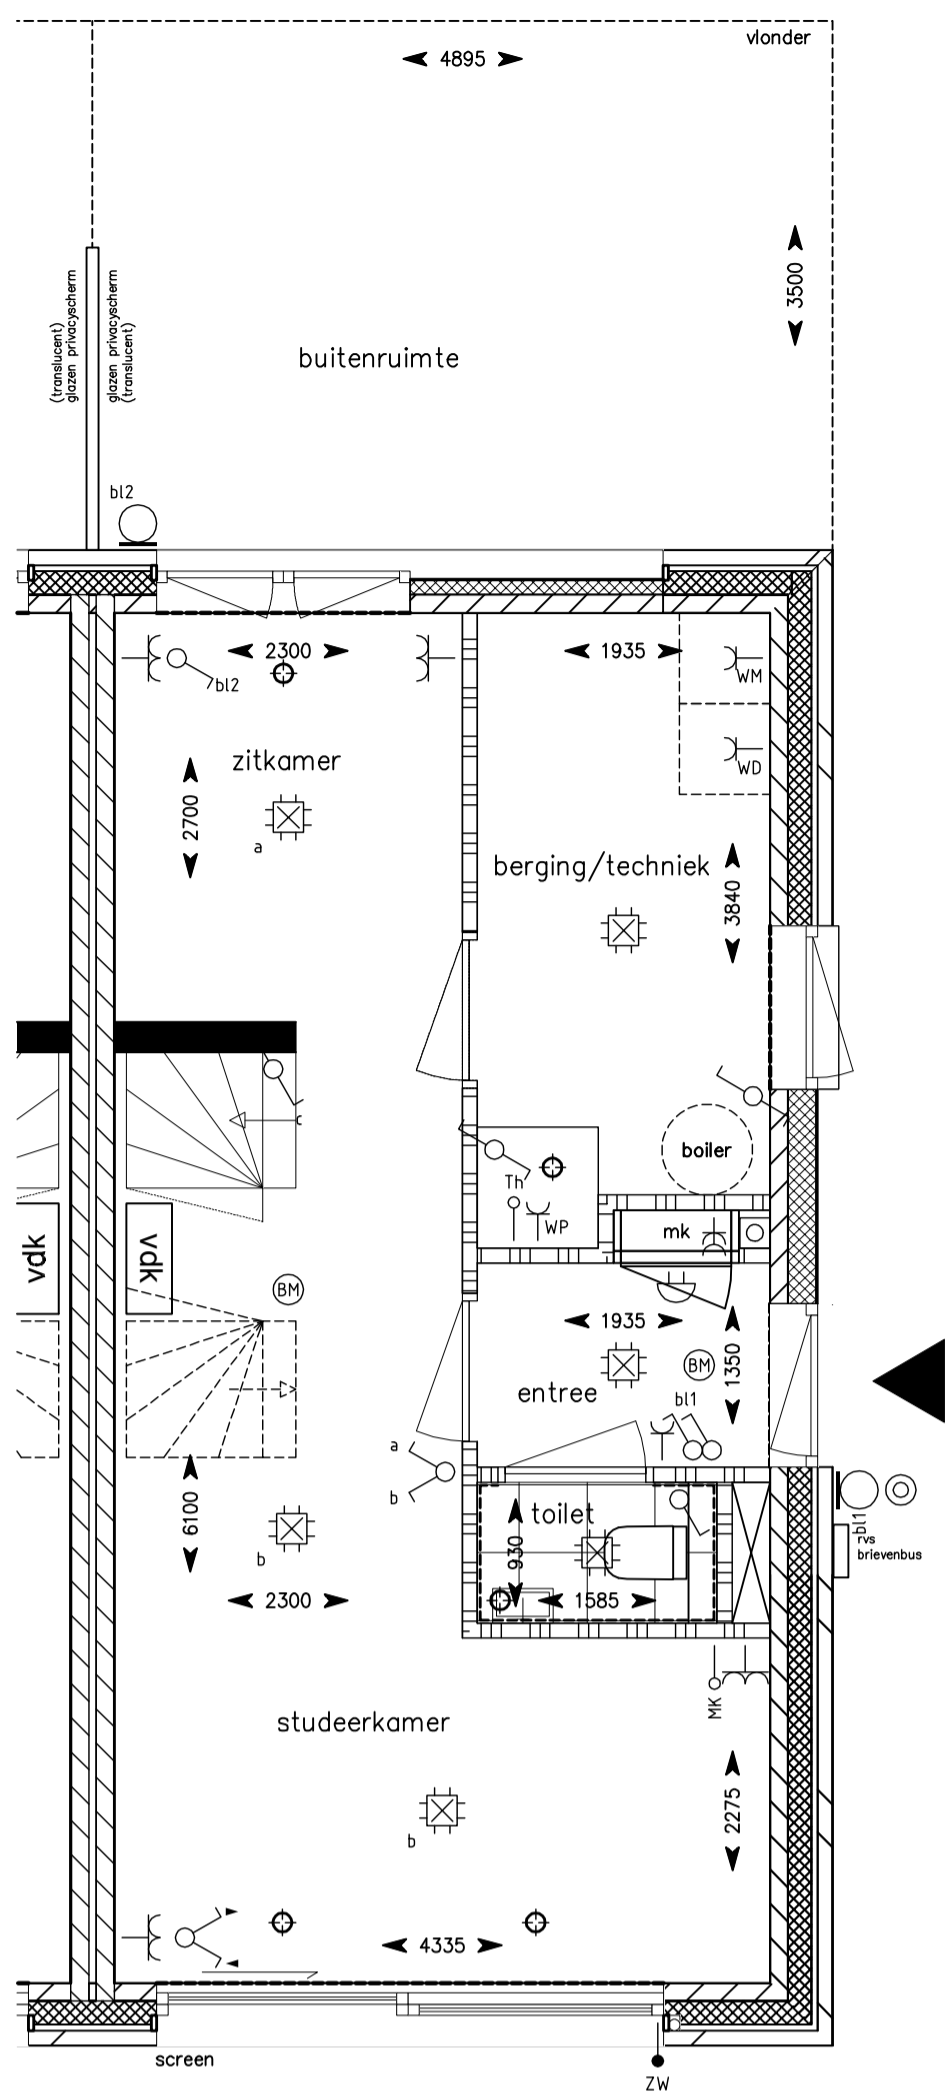 vlonder
4895
3500
(translucent)
glazen privacyscherm
glazen privacyscherm
(translucent)
buitenruimte
bl2
2300
1935
WM
bl2
zitkamer
WD
2700
a
berging/techniek
3840
c
boiler
Th
WP
mk
vdk
vdk
BM
1935
1350
BM
entree
bl1
a
b
6100
toilet
930
b
bl1
rvs
brievenbus
2300
1585
MK
studeerkamer
2275
b
4335
screen
ZW